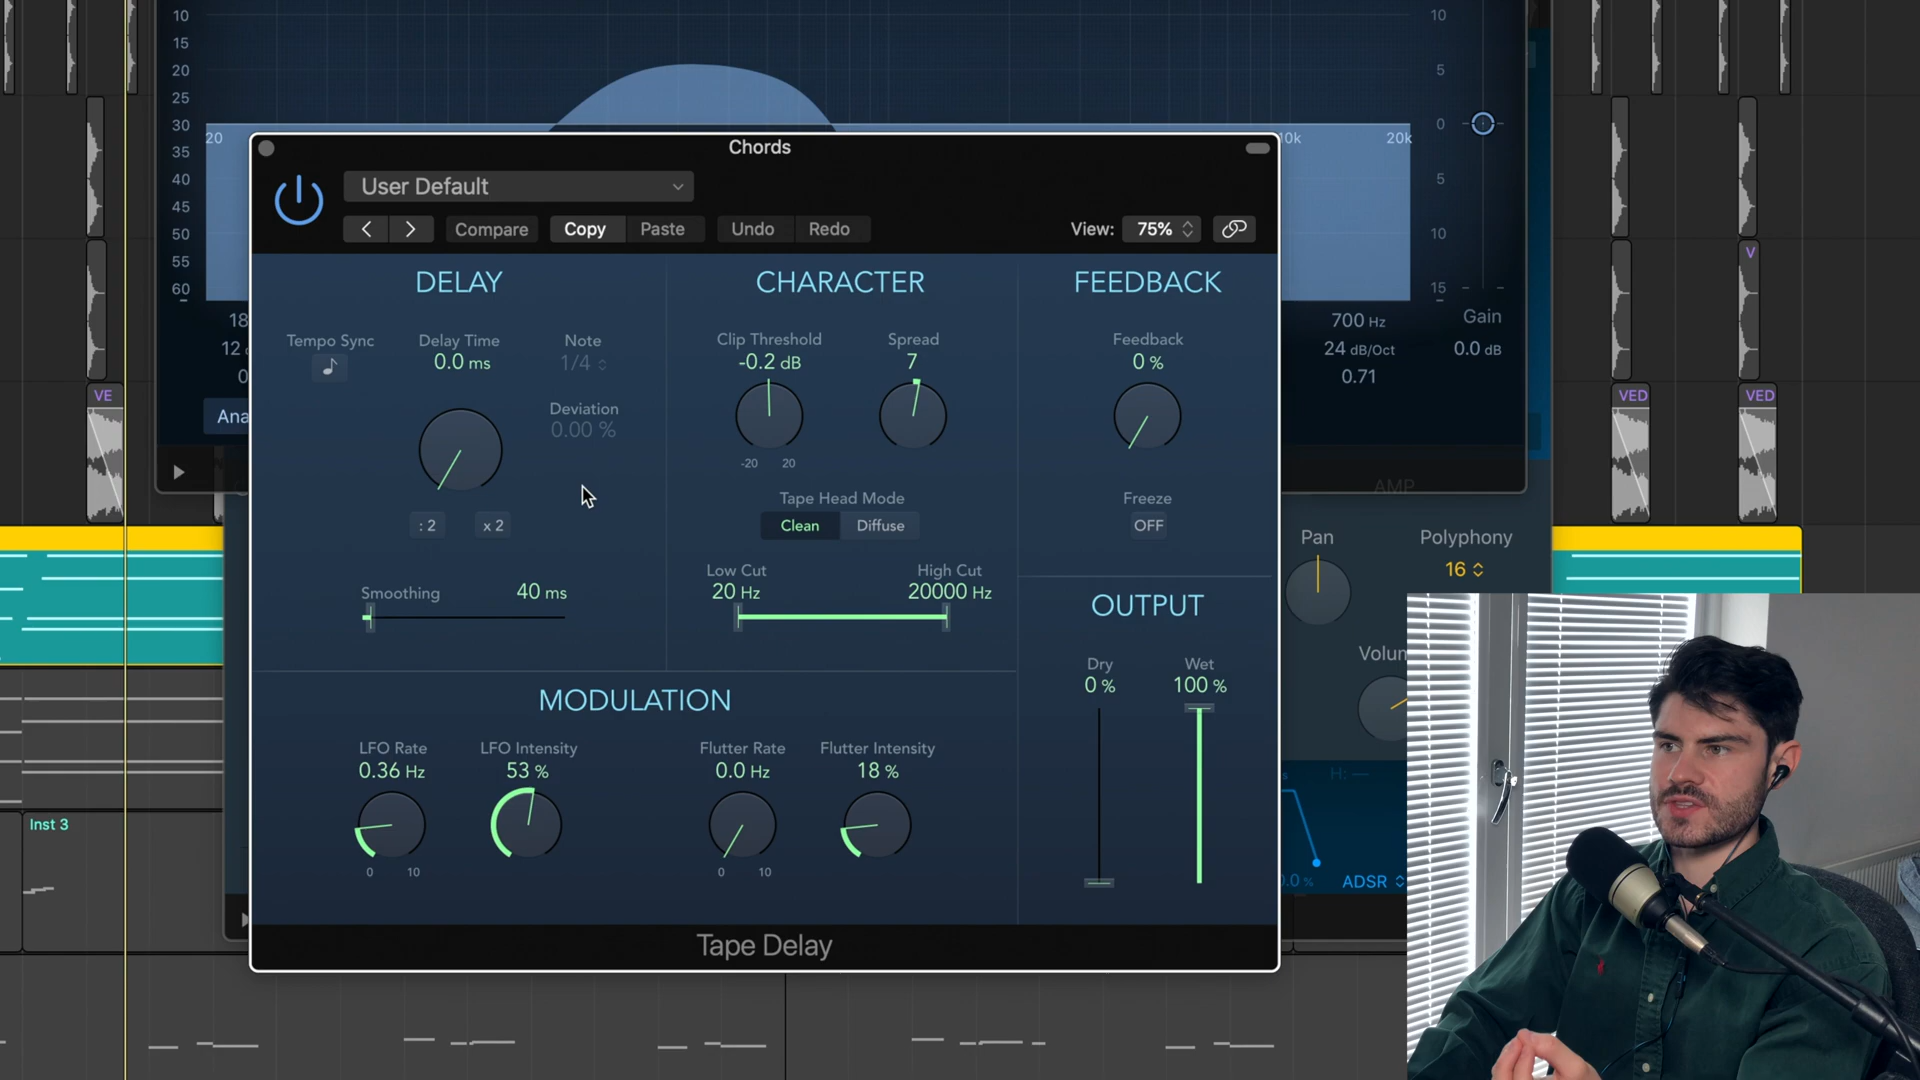 10
15
20
25
30
35
40
45
50
55
60
20
10k
20k
10
5
0
5
10
15
Chords
User Default
Compare
Copy
Paste
Undo
Redo
View:
75%
DELAY
CHARACTER
FEEDBACK
Tempo Sync
Delay Time
0.0 ms
Note
1/4
Deviation
0.00 %
: 2
x 2
Smoothing
40 ms
Clip Threshold
-0.2 dB
-20 20
Spread
7
Tape Head Mode
Clean
Diffuse
Low Cut
20 Hz
High Cut
20000 Hz
Feedback
0 %
Freeze
OFF
OUTPUT
Dry
0 %
Wet
100 %
MODULATION
LFO Rate
0.36 Hz
0 10
LFO Intensity
53 %
Flutter Rate
0.0 Hz
0 10
Flutter Intensity
18 %
Tape Delay
700 Hz
24 dB/Oct
0.71
Gain
0.0 dB
AMP
Pan
Polyphony
16
H: —
ADSR
VE
V
VED
VED
Inst 3